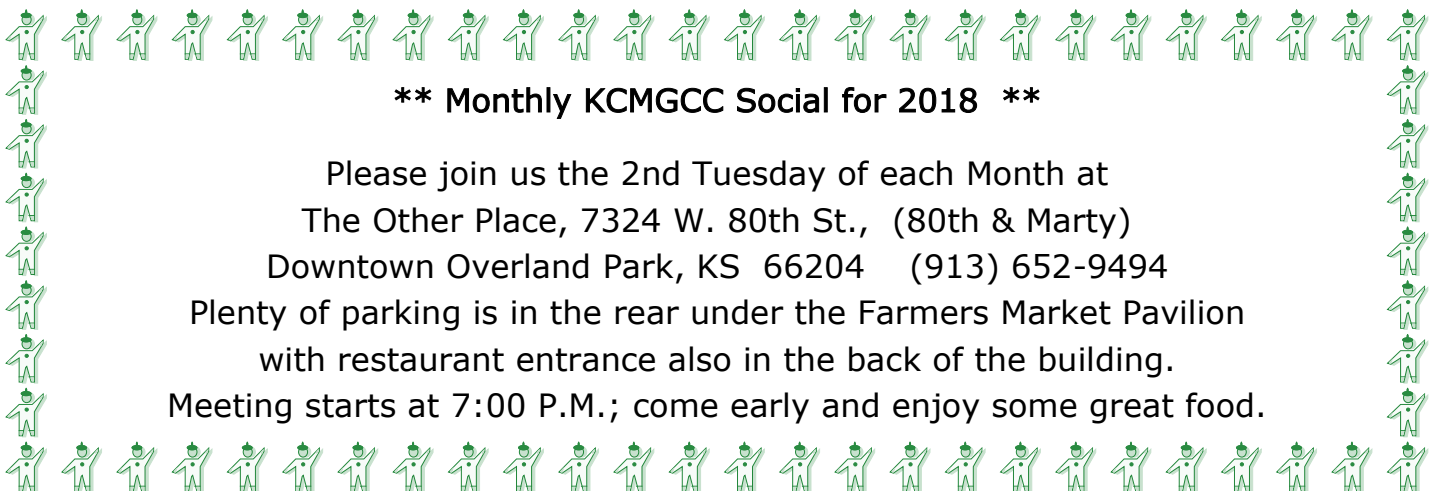 ** Monthly KCMGCC Social for 2018 **
Please join us the 2nd Tuesday of each Month at
The Other Place, 7324 W. 80th St., (80th & Marty)
Downtown Overland Park, KS 66204 (913) 652-9494
Plenty of parking is in the rear under the Farmers Market Pavilion
with restaurant entrance also in the back of the building.
Meeting starts at 7:00 P.M.; come early and enjoy some great food.